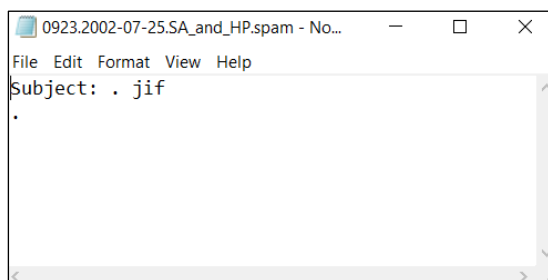 0923.2002-07-25.SA_and_HP.spam - No...
File Edit Format View Help
Subject: . jif
.